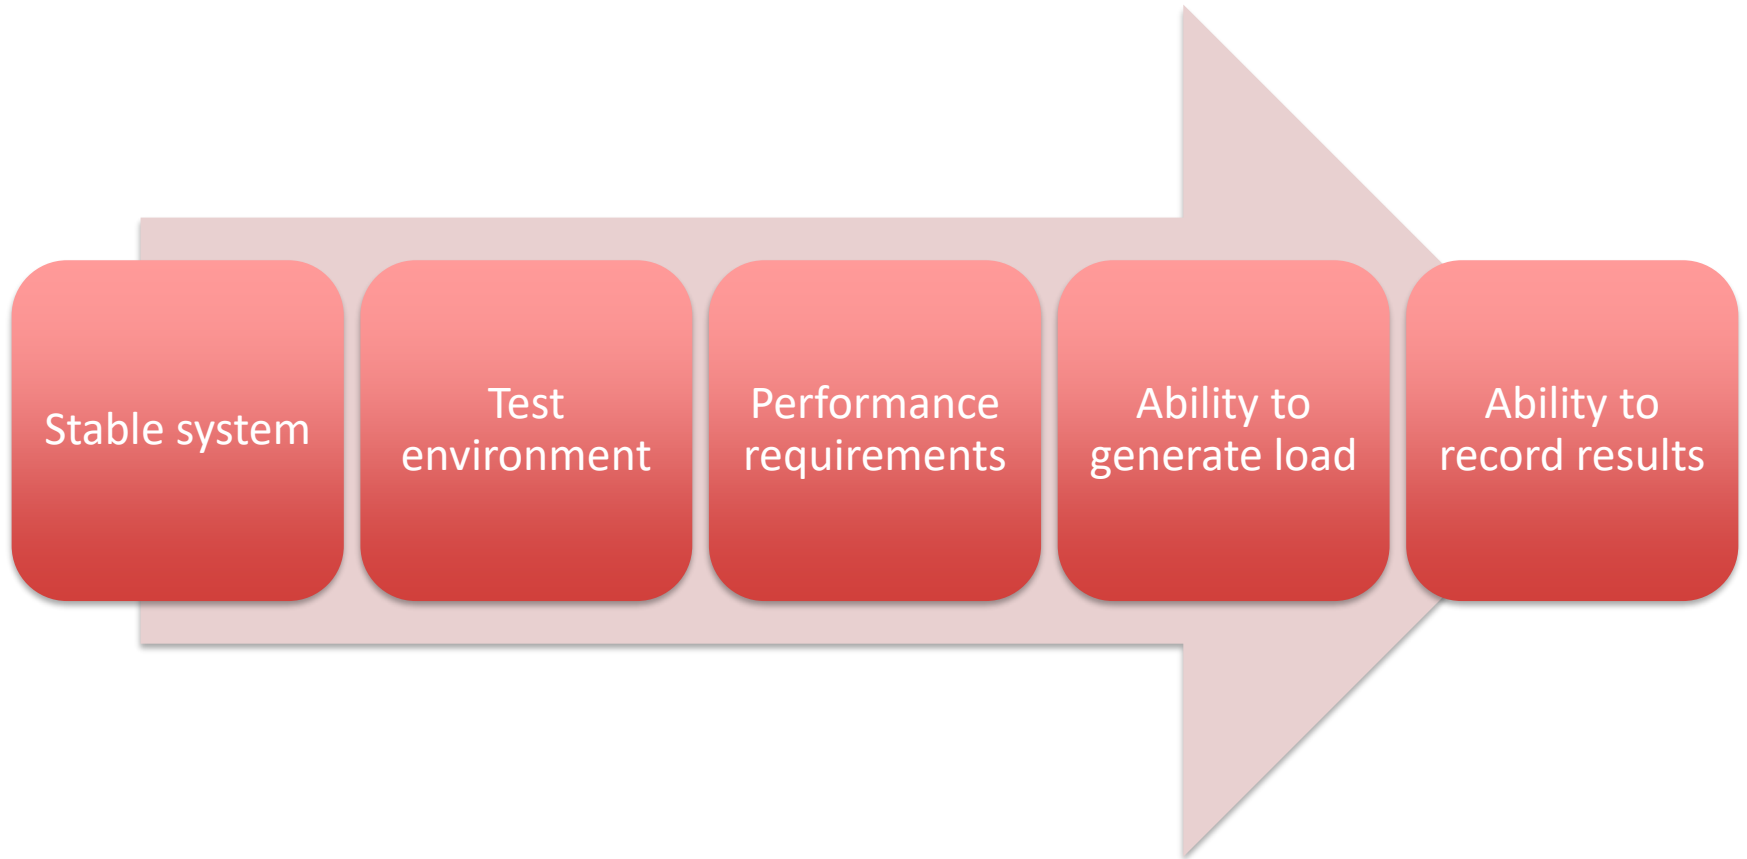 Stable system
Test
environment
Performance
requirements
Ability to
generate load
Ability to
record results